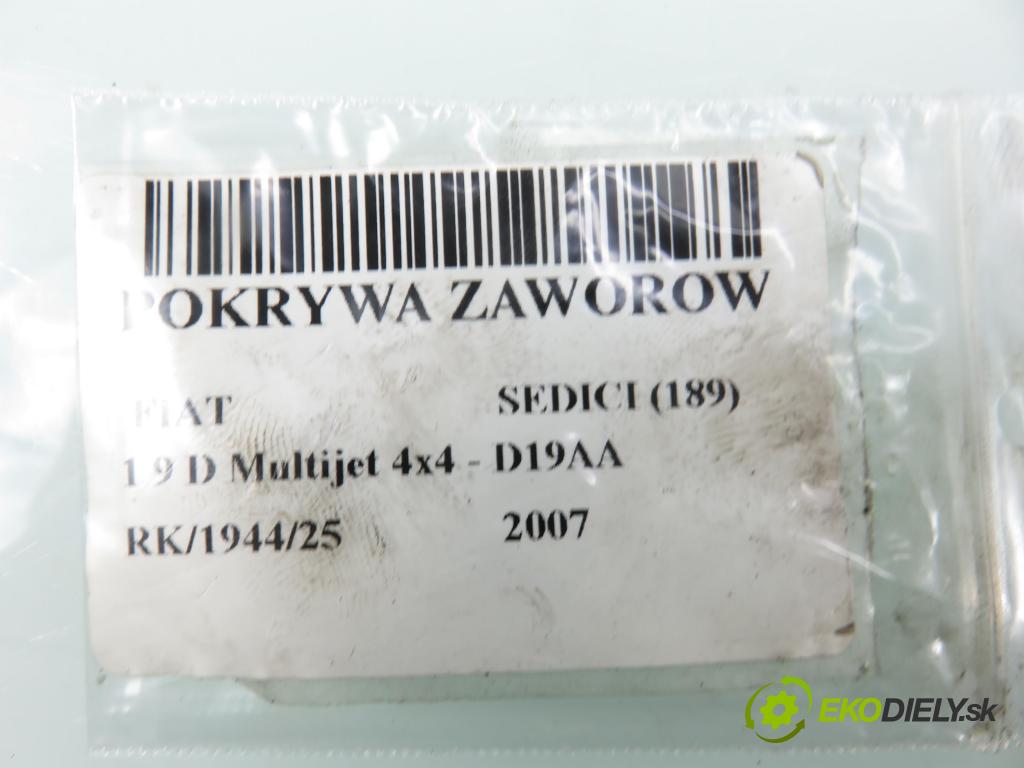 POKRYWA ZAWOROW
FIAT SEDICI (189)
1.9 D Multijet 4x4 - D19AA
RK/1944/25 2007
EKODIELY.sk